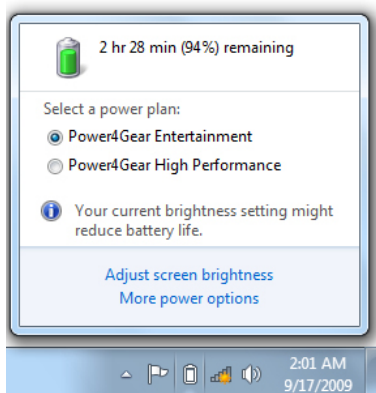 2 hr 28 min (94%) remaining
Select a power plan:
Power4Gear Entertainment
Power4Gear High Performance
Your current brightness setting might
reduce battery life.
Adjust screen brightness
More power options
2:01 AM
9/17/2009